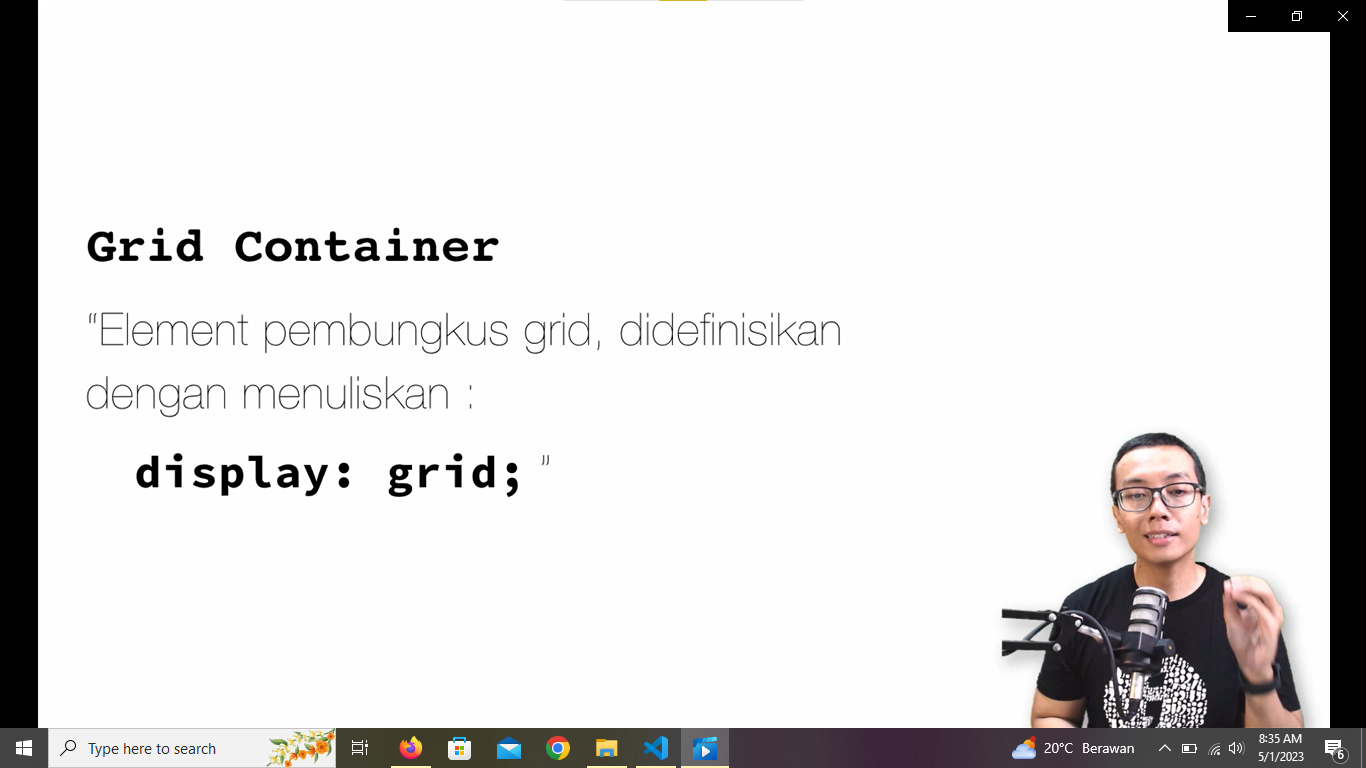 Grid Container
“Element pembungkus grid, didefinisikan
dengan menuliskan :
display: grid; ”
Type here to search
20°C Berawan
8:35 AM
5/1/2023
6